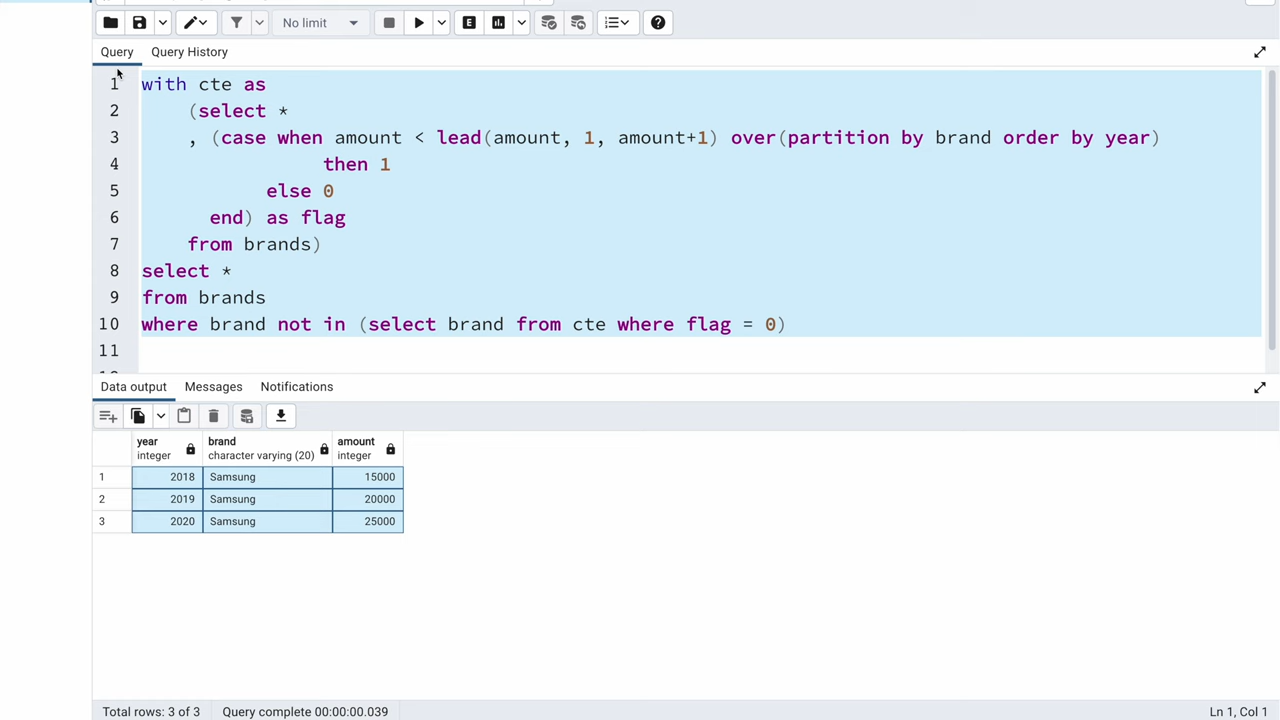 No limit
E
Query Query History
1 with cte as
2 (select *
3 , (case when amount < lead(amount, 1, amount+1) over(partition by brand order by year)
4 then 1
5 else 0
6 end) as flag
7 from brands)
8 select *
9 from brands
10 where brand not in (select brand from cte where flag = 0)
11
Data output Messages Notifications
year brand amount
integer character varying (20) integer
1 2018 Samsung 15000
2 2019 Samsung 20000
3 2020 Samsung 25000
Total rows: 3 of 3 Query complete 00:00:00.039 Ln 1, Col 1